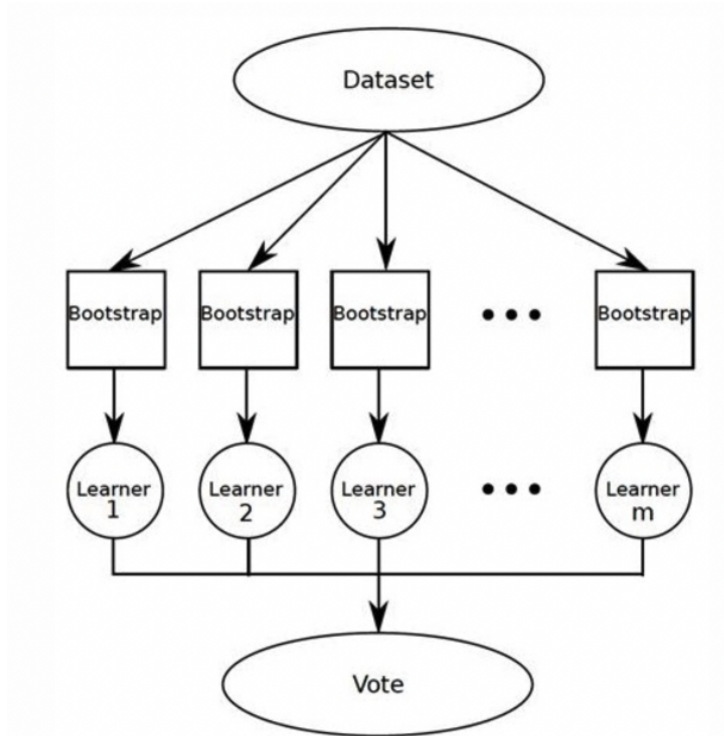 Dataset
Bootstrap Bootstrap Bootstrap ••• Bootstrap
Learner Learner Learner ••• Learner
1 2 3 m
Vote